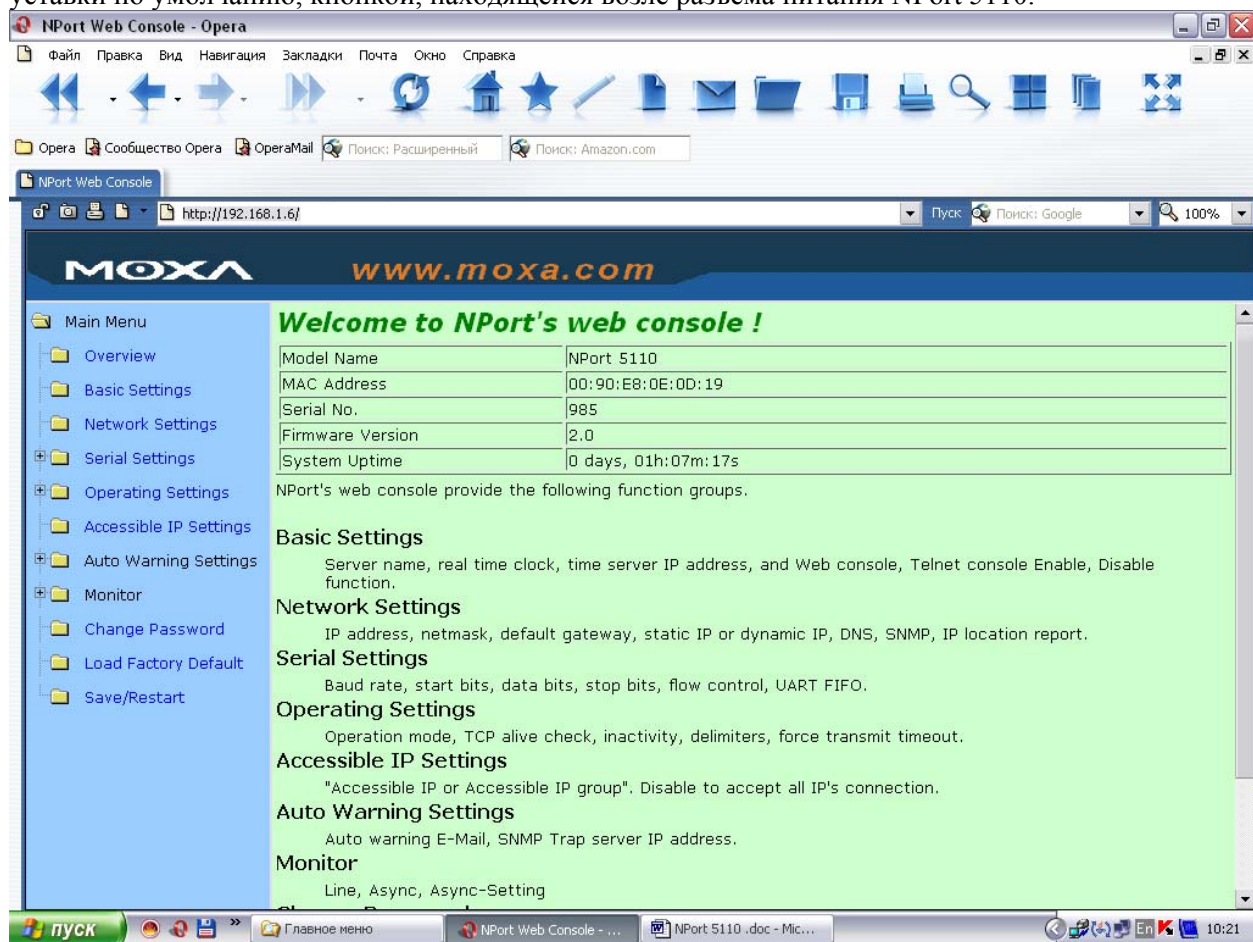 уставки по умолчанию, кнопкой, находящейся возле разъема питания NPort 5110.
NPort Web Console - Opera
Файл Правка Вид Навигация Закладки Почта Окно Справка
Opera Сообщество Opera OperaMail Поиск: Расширенный Поиск: Amazon.com
NPort Web Console
http://192.168.1.6/ Пуск Поиск: Google 100%
MOXA www.moxa.com
Main Menu
Overview
Basic Settings
Network Settings
Serial Settings
Operating Settings
Accessible IP Settings
Auto Warning Settings
Monitor
Change Password
Load Factory Default
Save/Restart
Welcome to NPort's web console !
Model Name NPort 5110
MAC Address 00:90:E8:0E:0D:19
Serial No. 985
Firmware Version 2.0
System Uptime 0 days, 01h:07m:17s
NPort's web console provide the following function groups.
Basic Settings
Server name, real time clock, time server IP address, and Web console, Telnet console Enable, Disable
function.
Network Settings
IP address, netmask, default gateway, static IP or dynamic IP, DNS, SNMP, IP location report.
Serial Settings
Baud rate, start bits, data bits, stop bits, flow control, UART FIFO.
Operating Settings
Operation mode, TCP alive check, inactivity, delimiters, force transmit timeout.
Accessible IP Settings
"Accessible IP or Accessible IP group". Disable to accept all IP's connection.
Auto Warning Settings
Auto warning E-Mail, SNMP Trap server IP address.
Monitor
Line, Async, Async-Setting
пуск » Главное меню NPort Web Console - ... NPort 5110 .doc - Mic... En 10:21